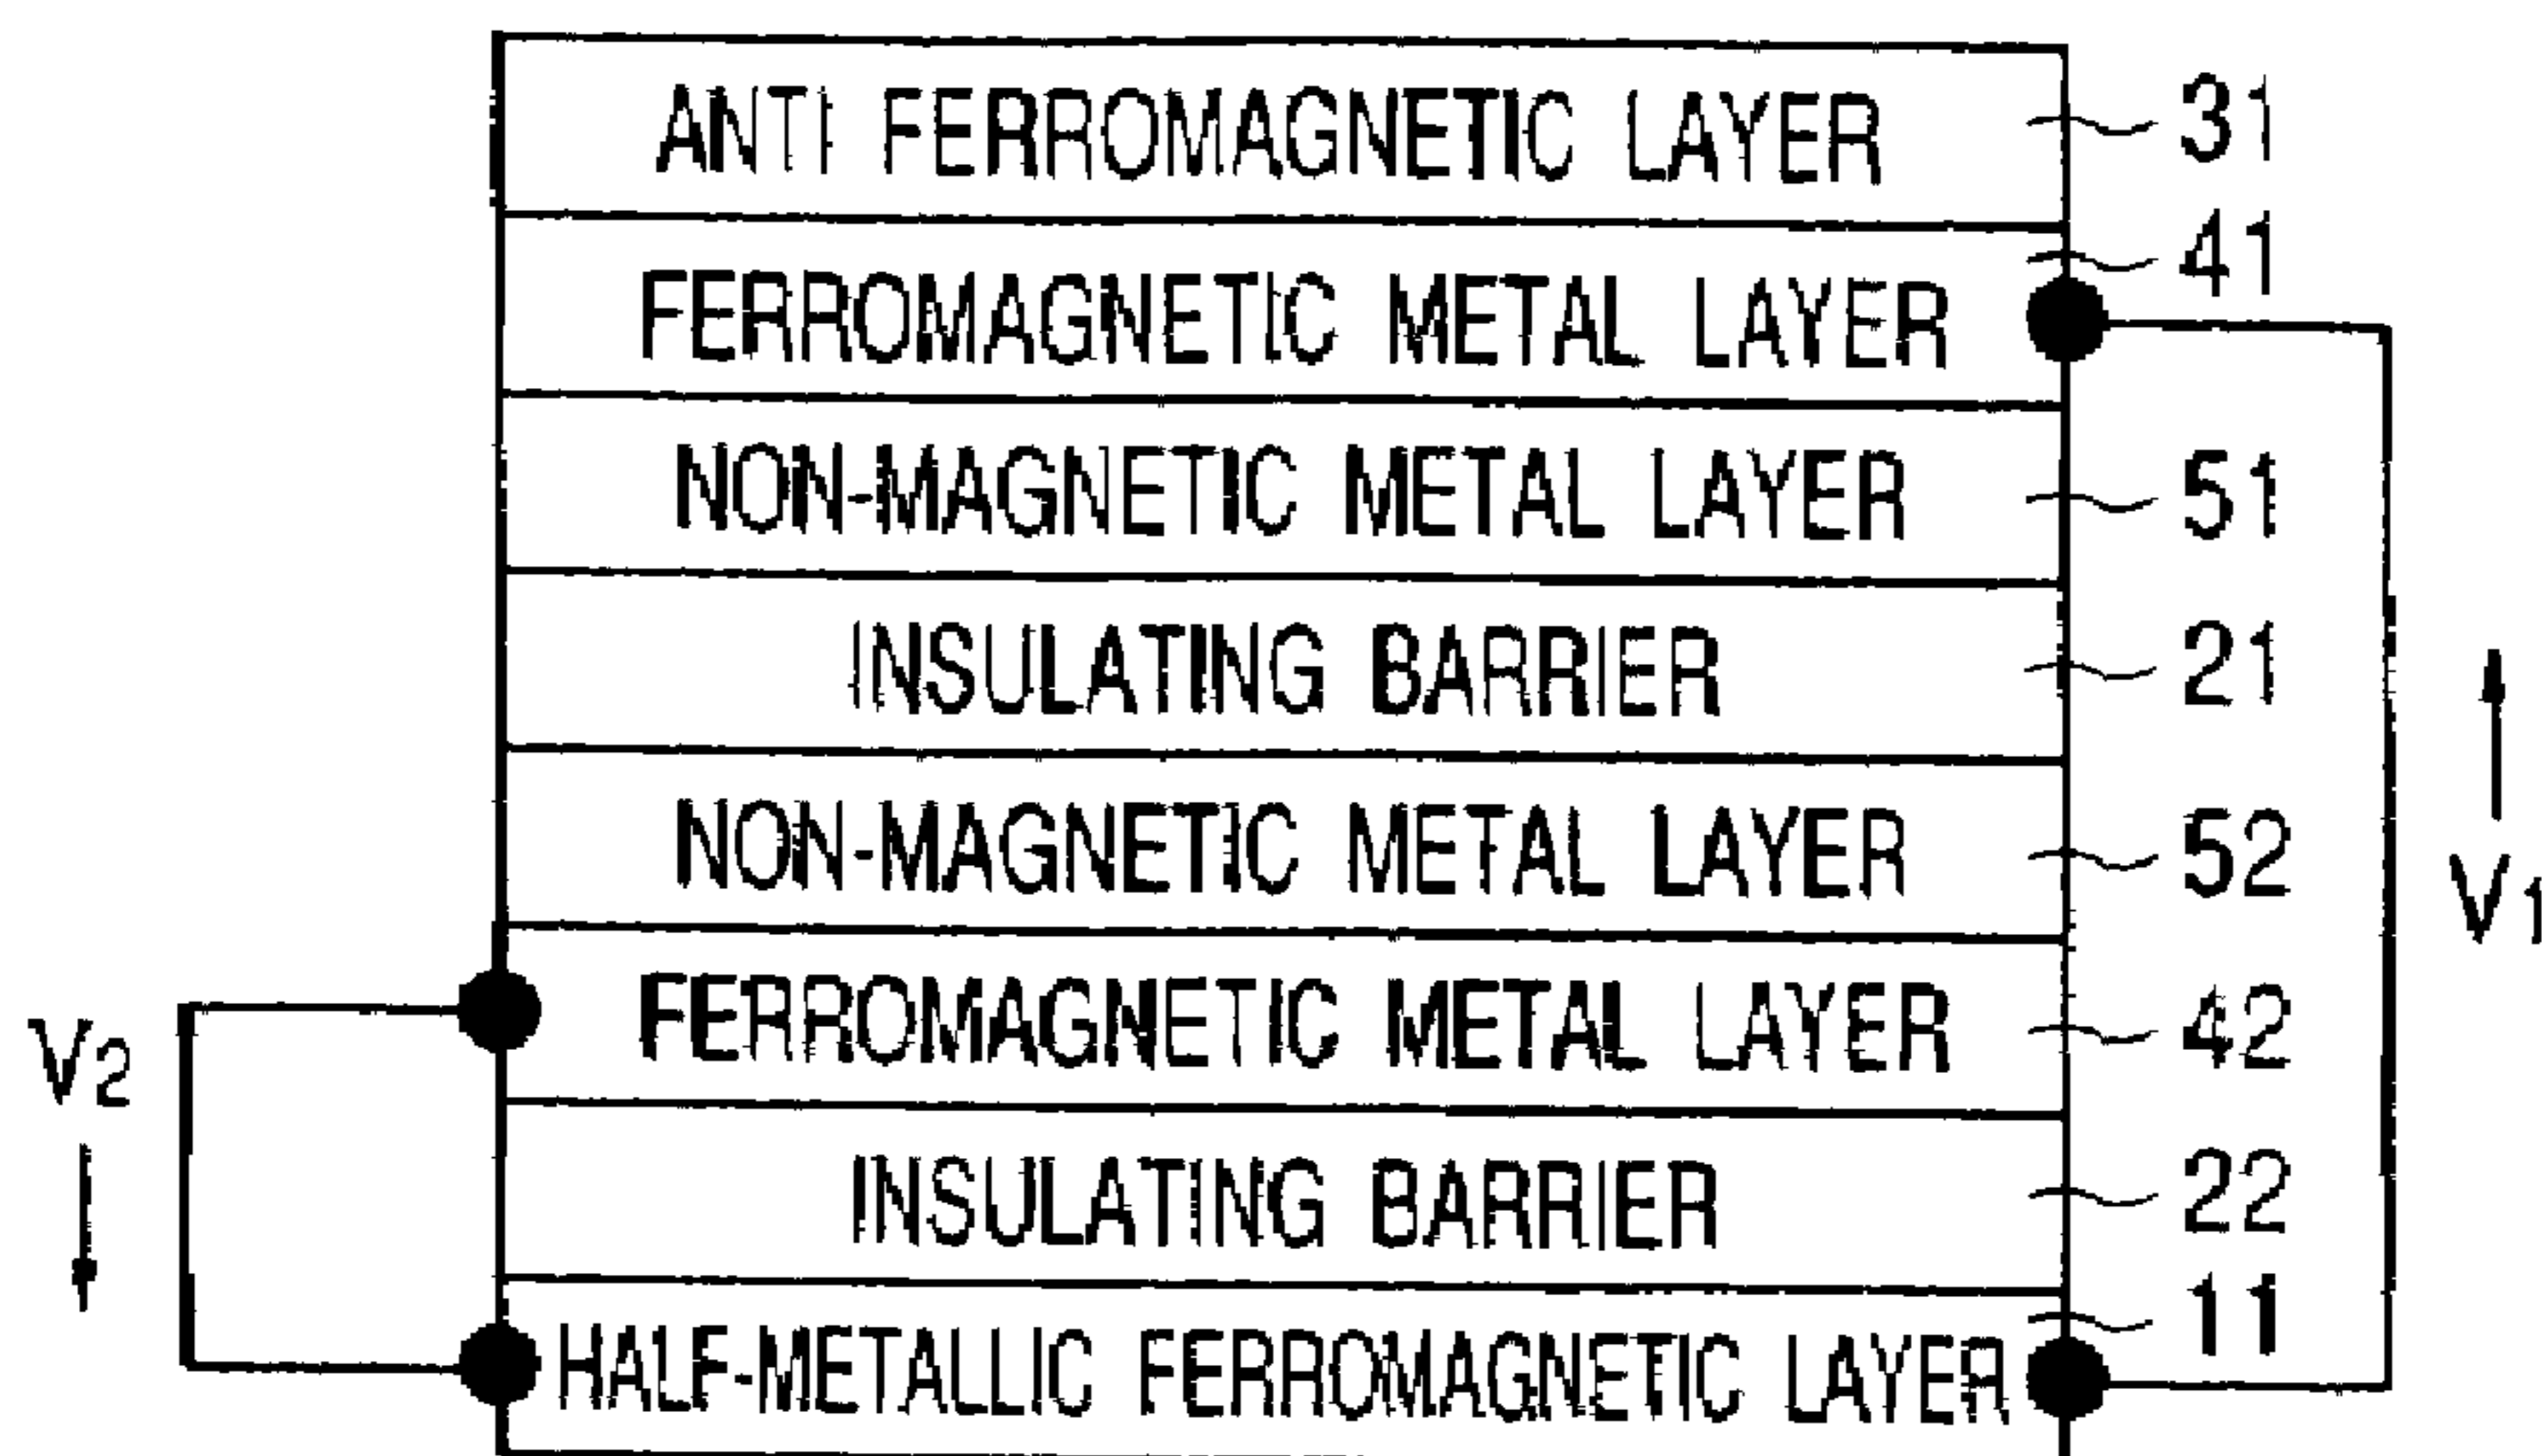 ANTI FERROMAGNETIC LAYER 31
FERROMAGNETIC METAL LAYER 41
NON-MAGNETIC METAL LAYER 51
INSULATING BARRIER 21
NON-MAGNETIC METAL LAYER 52
V1
FERROMAGNETIC METAL LAYER 42
V2
INSULATING BARRIER 22
HALF-METALLIC FERROMAGNETIC LAYER 11